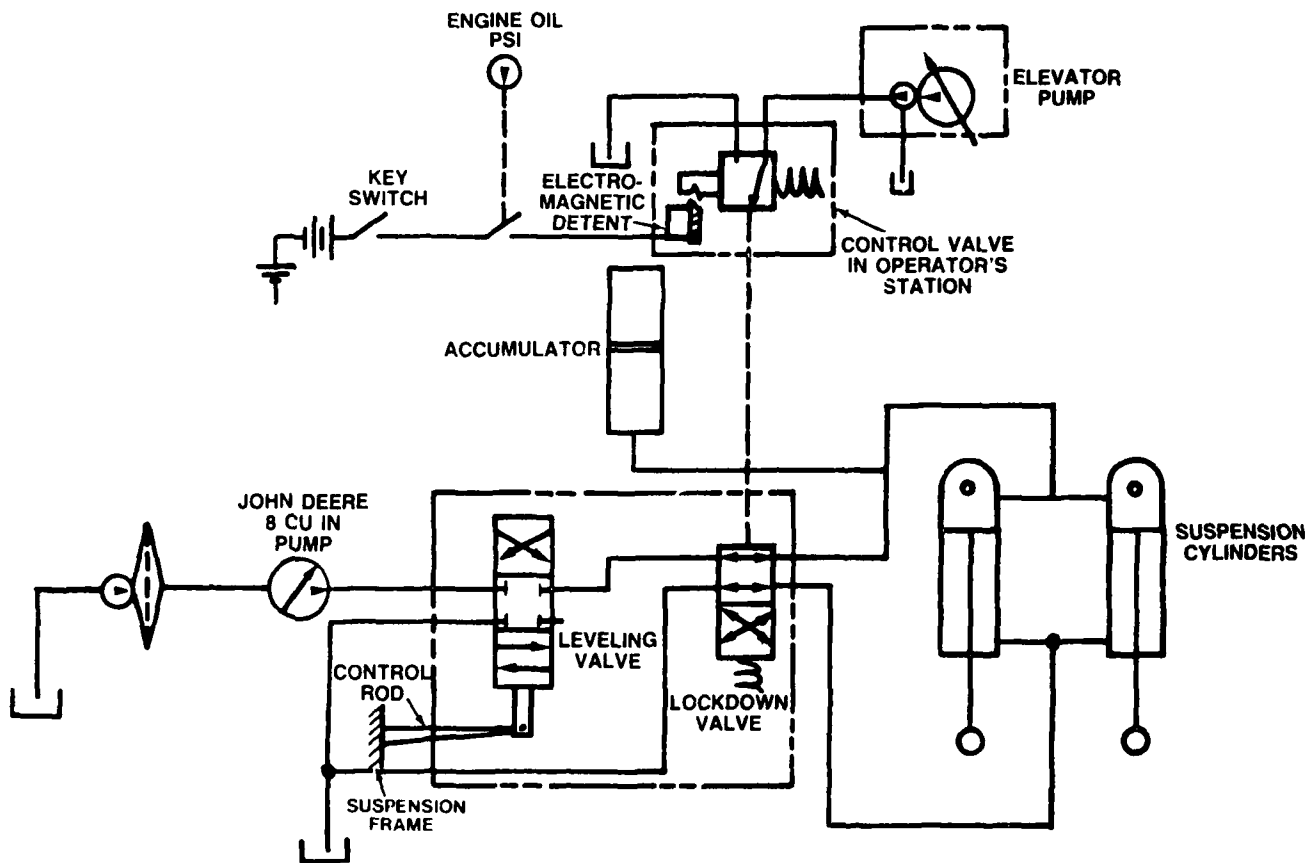 ENGINE OIL
PSI
ELEVATOR
PUMP
KEY
SWITCH
ELECTRO-
MAGNETIC
DETENT
CONTROL VALVE
IN OPERATOR'S
STATION
ACCUMULATOR
JOHN DEERE
8 CU IN
PUMP
SUSPENSION
CYLINDERS
LEVELING
VALVE
CONTROL
ROD
LOCKDOWN
VALVE
SUSPENSION
FRAME